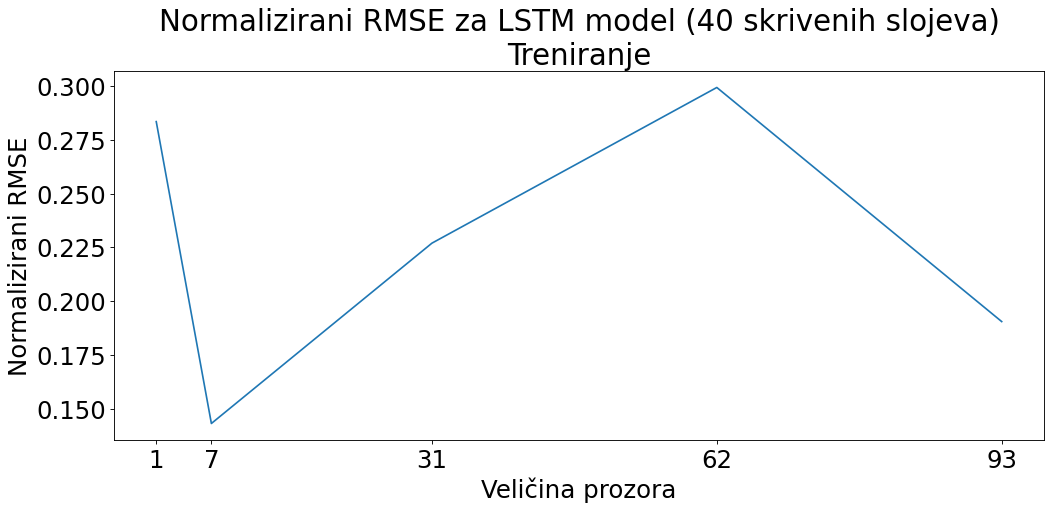 Normalizirani RMSE za LSTM model (40 skrivenih slojeva)
Treniranje
Normalizirani RMSE
0.300
0.275
0.250
0.225
0.200
0.175
0.150
1 7 31 62 93
Veličina prozora